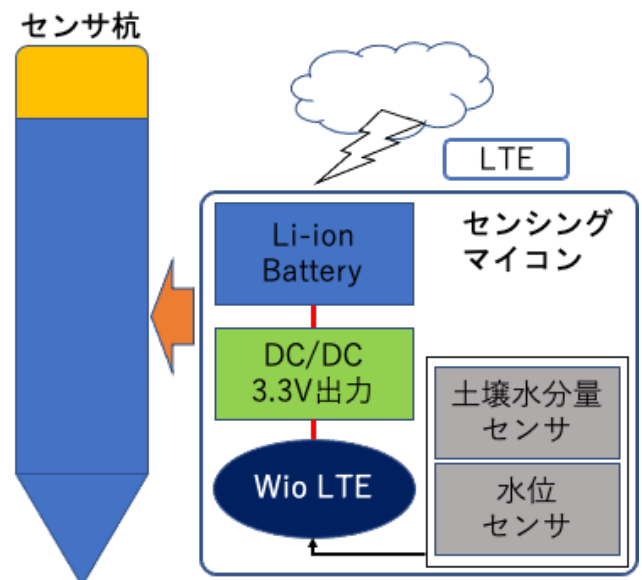 センサ杭
LTE
センシング
マイコン
Li-ion
Battery
DC/DC
3.3V出力
Wio LTE
土壌水分量
センサ
水位
センサ